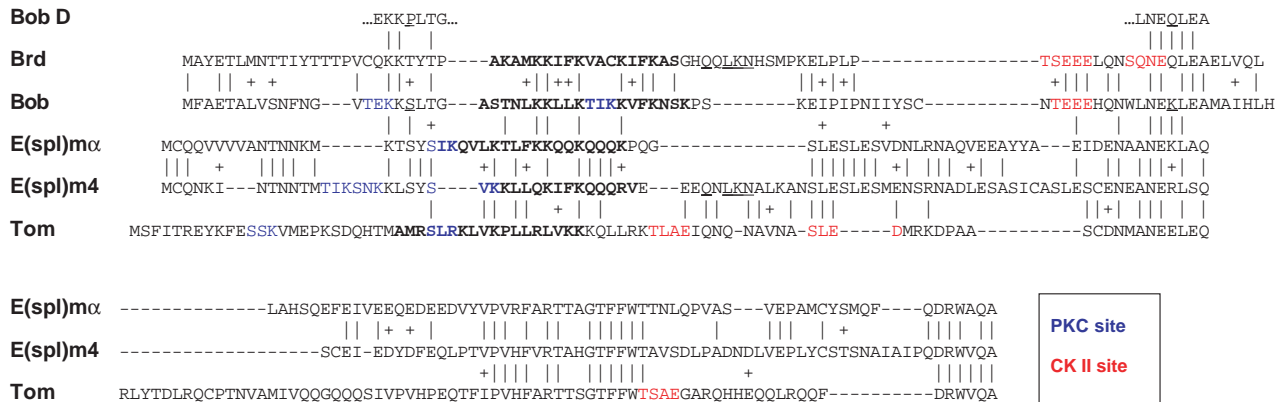 Bob D …EKKPLTG… …LNEQLEA
|| | |||||
Brd MAYETLMNTTIYTTTPVCQKKTYTP----AKAMKKIFKVACKIFKASGHQQLKNHSMPKELPLP-----------------TSEEELQNSQNEQLEAELVQL
Bob MFAETALVSNFNG---VTEKKSLTG----ASTNLKKLLKTIKKVFKNSKPS--------KEIPIPNIIYSC----------NTEEEHQNWLNEKLEAMAIHLH
E(spl)mα MCQQVVVVANTNNKM------KTSYSSIKQVLKTLFKKQQKQQQKPQG-----------SLESLESVDNLRNAQVEEAYYA---EIDENAANEKLAQ
E(spl)m4 MCQNKI---NTNNTMTIKSNKKLSYS----VKKLLQKIFKQQQRVE---EEQNLKNALKANSLESLESMENSRNADLESASICASLESCENEANERLSQ
Tom MSFITREYKFESSKVMEPKSDQHTMAMRSLRKLVKPLLRLVKKKQLLRKTLAEIQNQ-NAVNA-SLE-----DMRKDPAA----------SCDNMANEELEQ
E(spl)mα --------------LAHSQEFEIVEEQEDEEDVYVPVRFARTTAGTFFWTTNLQPVAS---VEPAMCYSMQF----QDRWAQA
E(spl)m4 -------------------SCEI-EDYDFEQLPTVPVHFVRTAHGTFFWTAVSDLPADNDLVEPLYCSTSNAIAIPQDRWVQA
Tom RLYTDLRQCPTNVAMIVQQGQQQSIVPVHPEQTFIPVHFARTTSGTFFWTSAEGARQHHEQQLRQQF----------DRWVQA
PKC site
CK II site